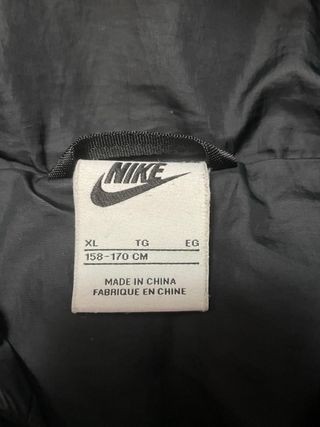 NIKE
XL TG EG
158-170 CM
MADE IN CHINA
FABRIQUE EN CHINE